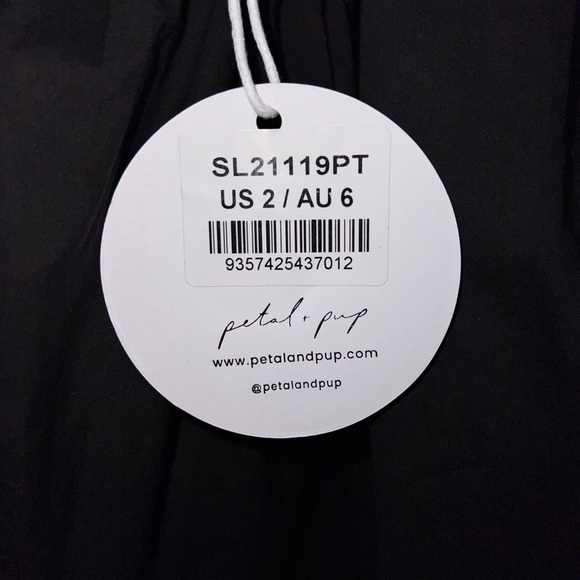 SL21119PT
US 2 / AU 6
9357425437012
petal + pup
www.petalandpup.com
@petalandpup